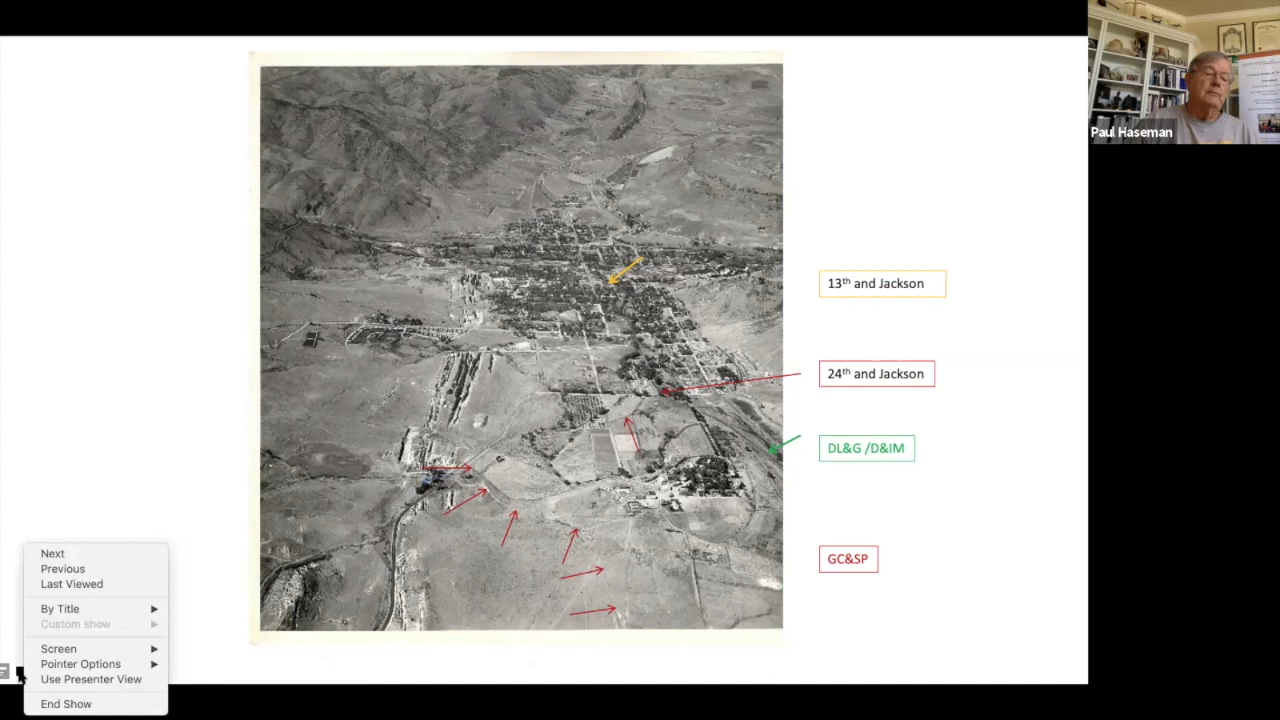 Paul Haseman
13th and Jackson
24th and Jackson
DL&G /D&IM
GC&SP
Next
Previous
Last Viewed
By Title
Custom show
Screen
Pointer Options
Use Presenter View
End Show